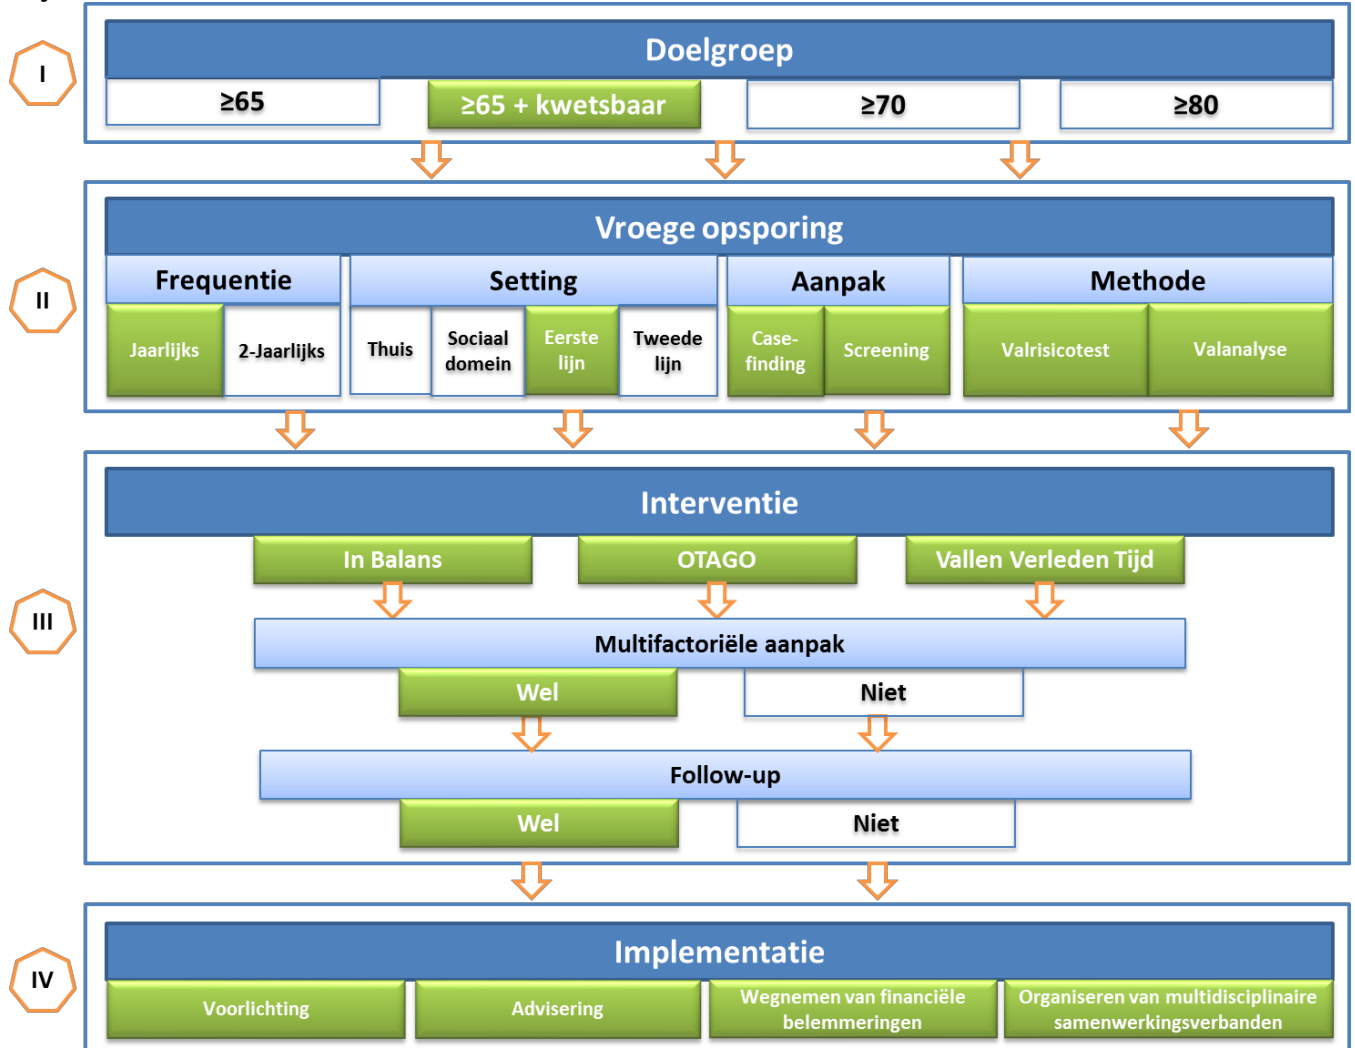 I
Doelgroep
≥65
≥65 + kwetsbaar
≥70
≥80
II
Vroege opsporing
Frequentie
Setting
Aanpak
Methode
Jaarlijks
2-Jaarlijks
Thuis
Sociaal
domein
Eerste
lijn
Tweede
lijn
Case-
finding
Screening
Valrisicotest
Valanalyse
III
Interventie
In Balans
OTAGO
Vallen Verleden Tijd
Multifactoriële aanpak
Wel
Niet
Follow-up
Wel
Niet
IV
Implementatie
Voorlichting
Advisering
Wegnemen van financiële
belemmeringen
Organiseren van multidisciplinaire
samenwerkingsverbanden